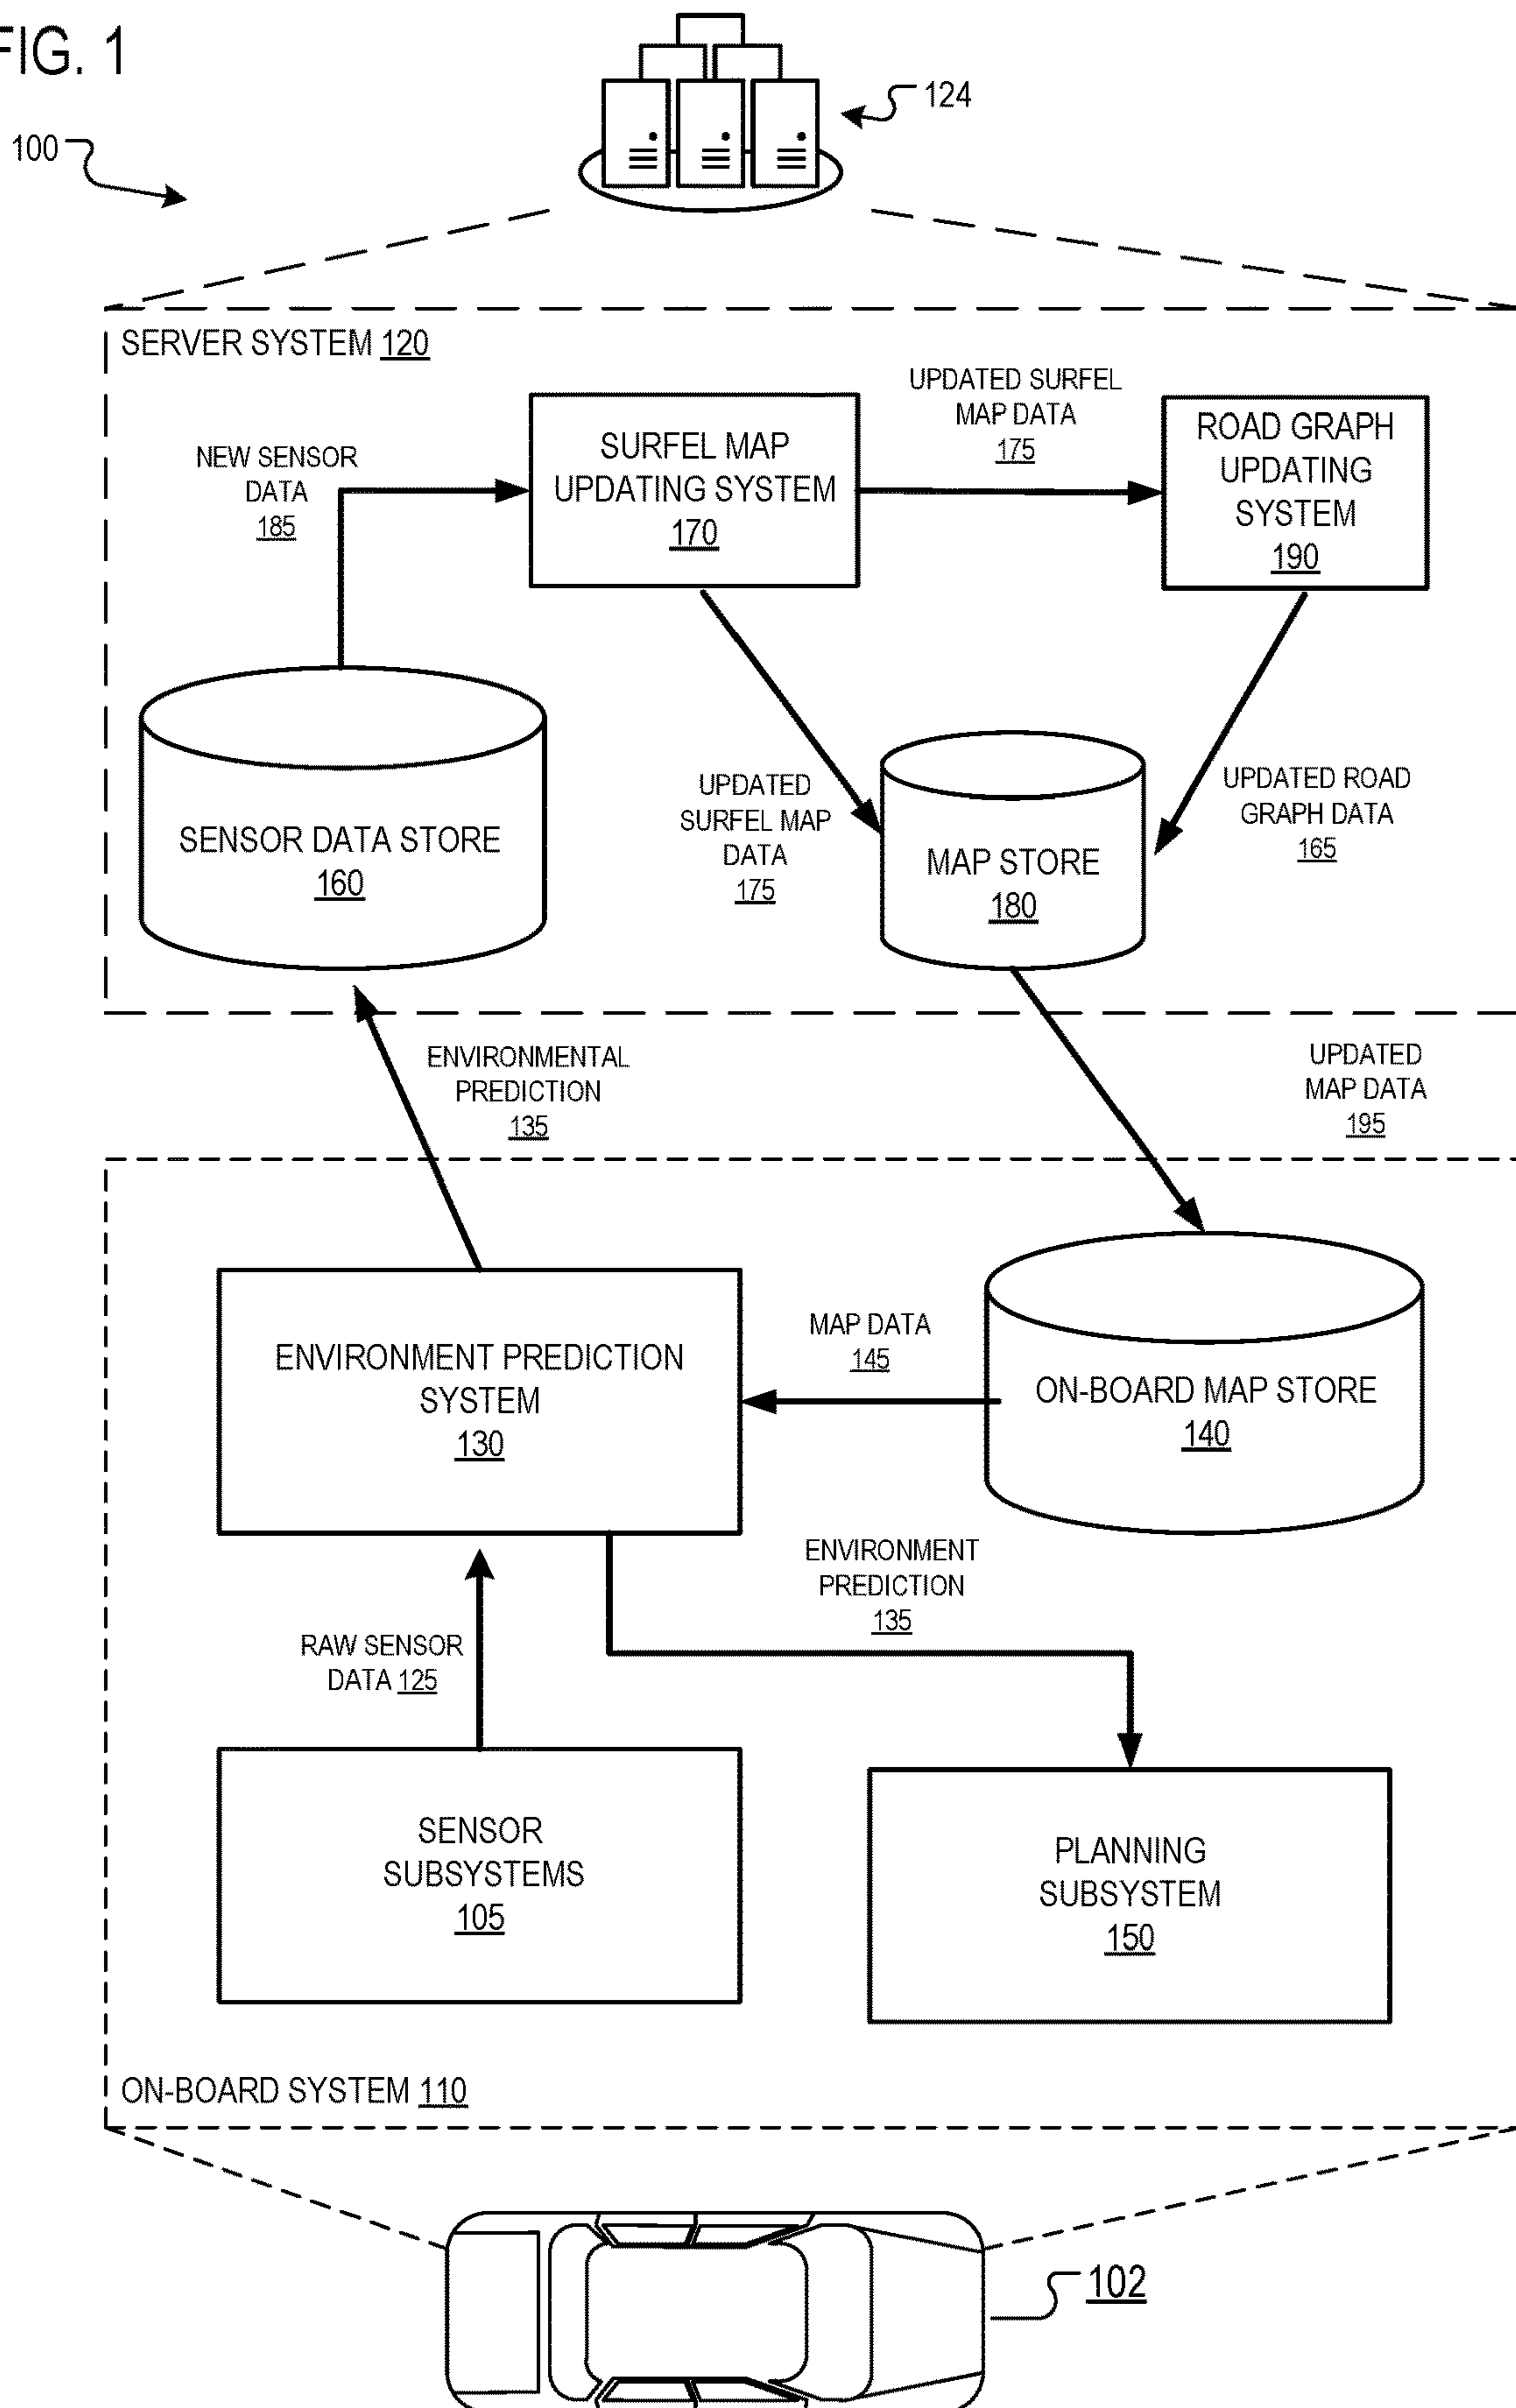 FIG. 1
124
100
SERVER SYSTEM 120
UPDATED SURFEL
MAP DATA
175
NEW SENSOR
DATA
185
SURFEL MAP
UPDATING SYSTEM
170
ROAD GRAPH
UPDATING
SYSTEM
190
SENSOR DATA STORE
160
UPDATED
SURFEL MAP
DATA
175
MAP STORE
180
UPDATED ROAD
GRAPH DATA
165
ENVIRONMENTAL
PREDICTION
135
UPDATED
MAP DATA
195
ENVIRONMENT PREDICTION
SYSTEM
130
MAP DATA
145
ON-BOARD MAP STORE
140
ENVIRONMENT
PREDICTION
135
RAW SENSOR
DATA 125
SENSOR
SUBSYSTEMS
105
PLANNING
SUBSYSTEM
150
ON-BOARD SYSTEM 110
102